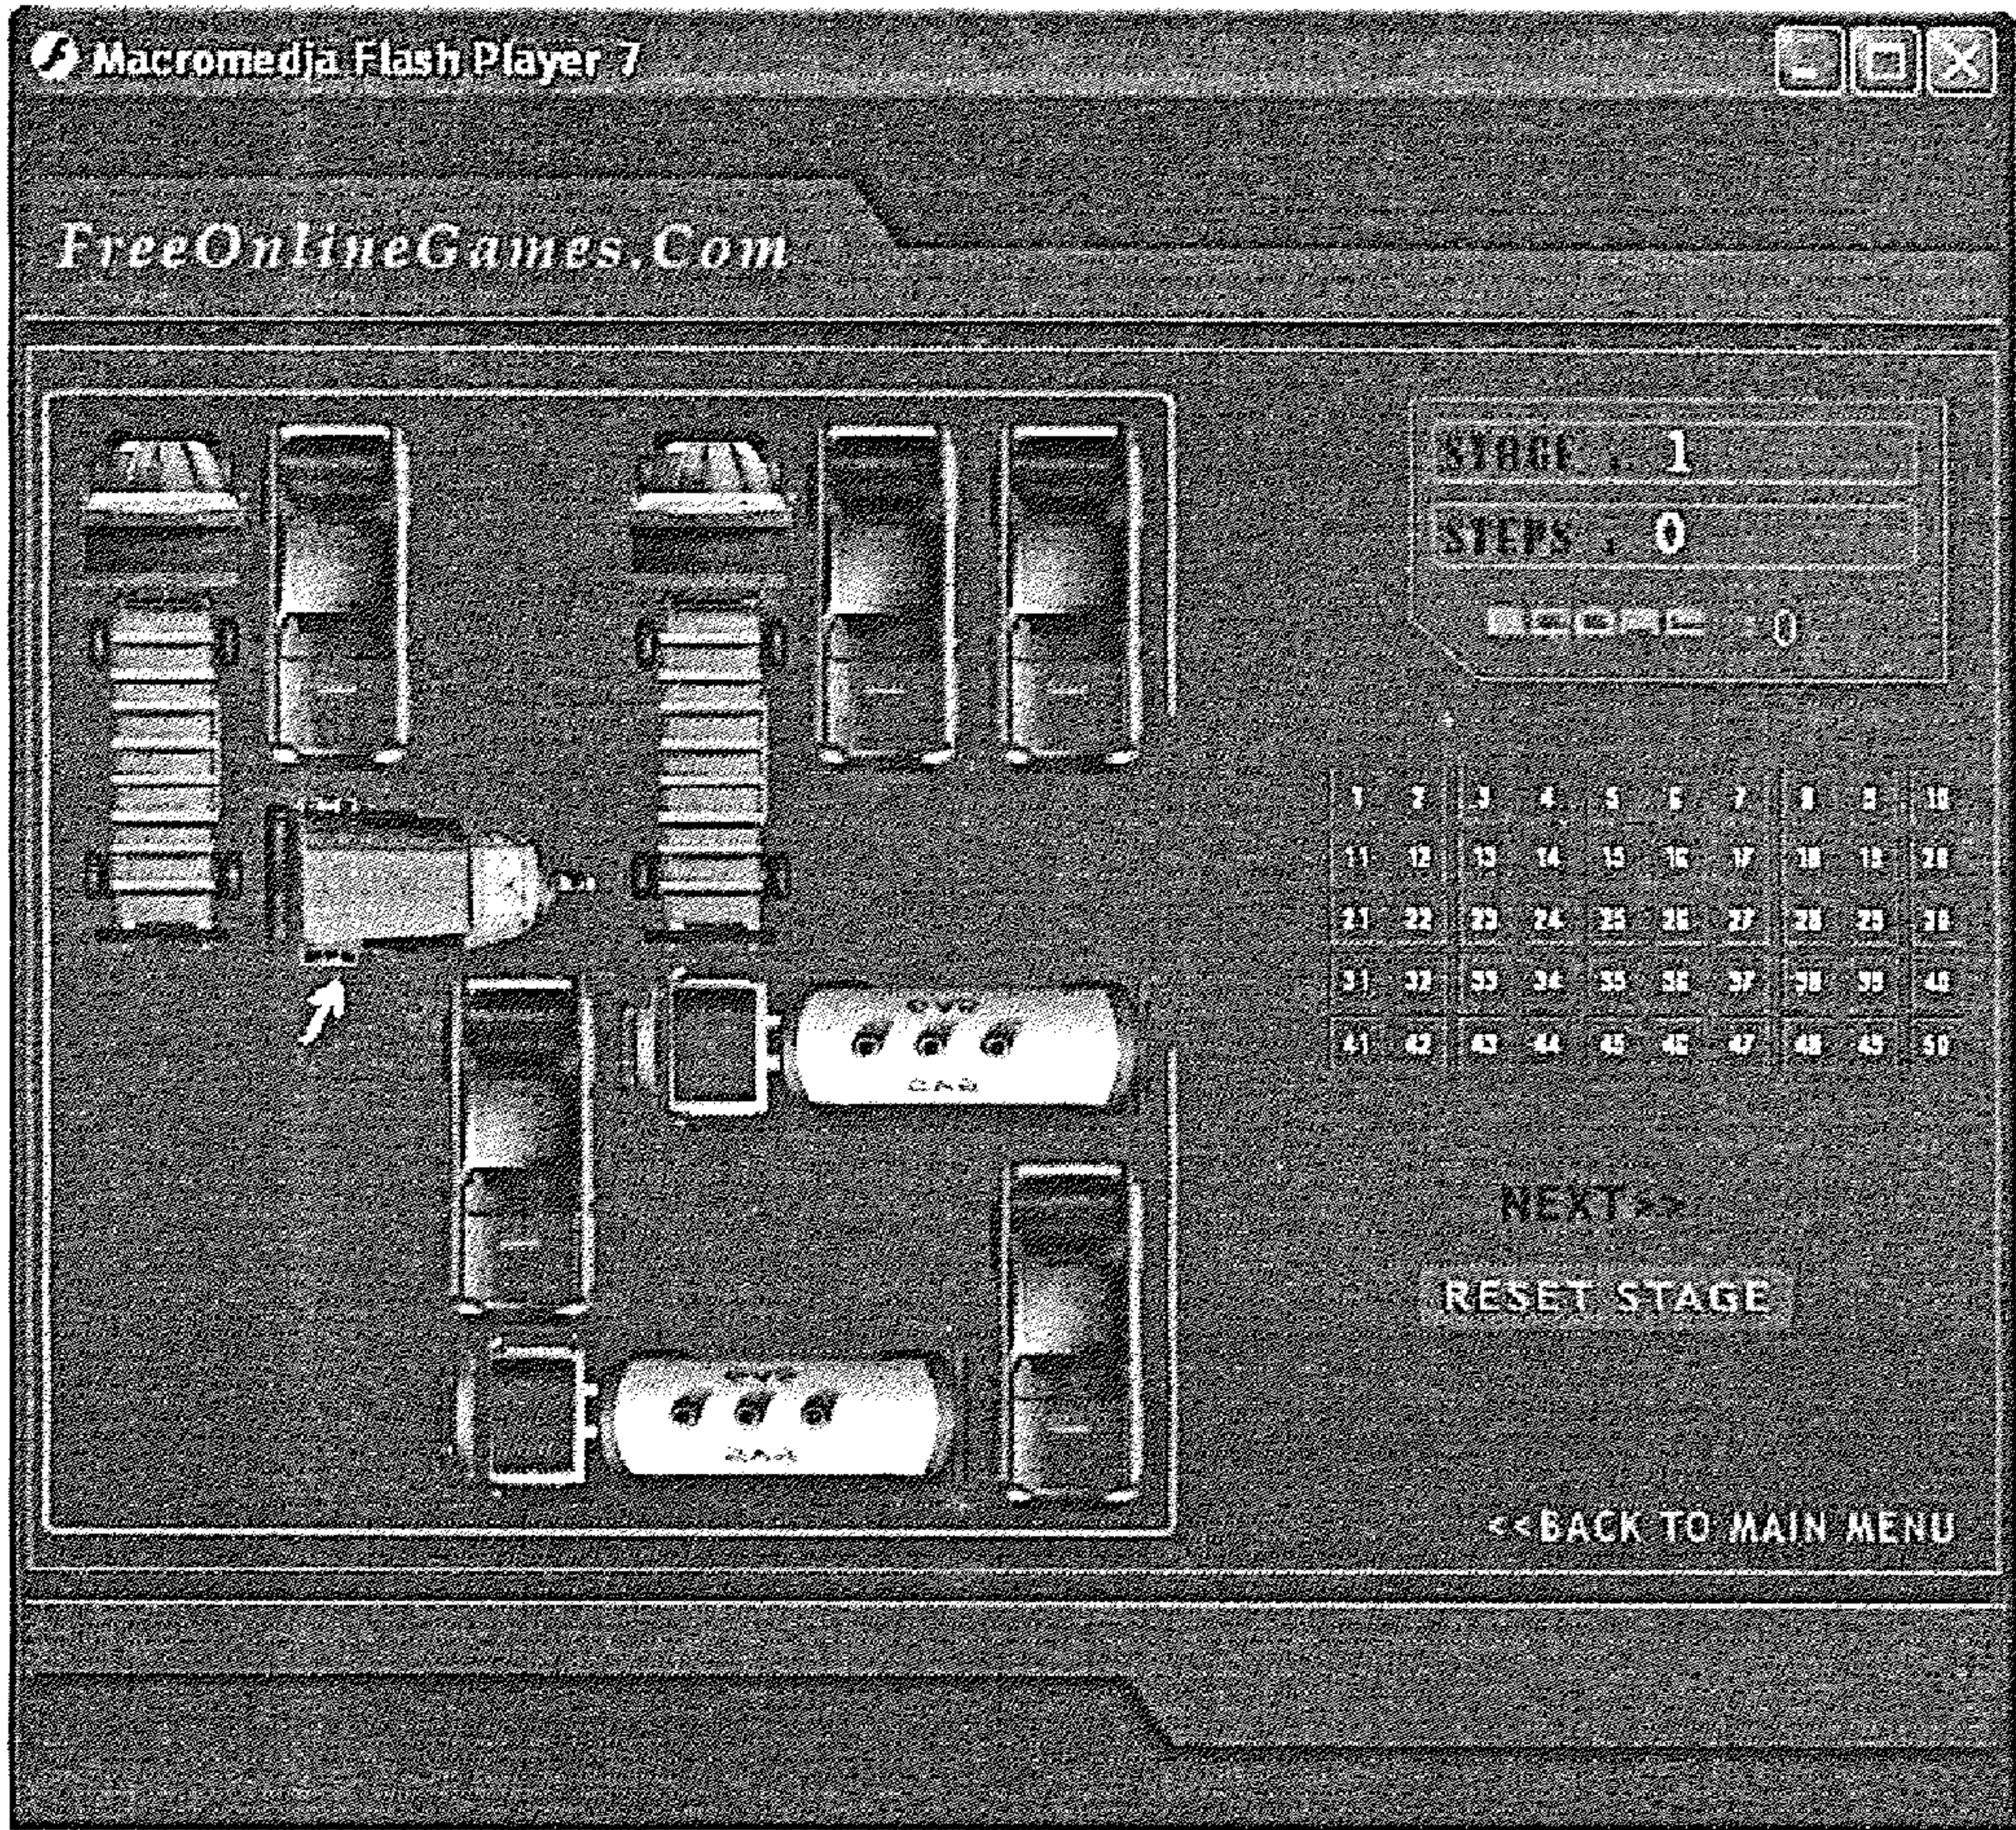 Macromedia Flash Player 7
FreeOnlineGames.Com
STAGE : 1
STEPS : 0
: 0
1 2 3 4 5 6 7 8 9 10
11 12 13 14 15 16 17 18 19 20
21 22 23 24 25 26 27 28 29 30
31 32 33 34 35 36 37 38 39 40
41 42 43 44 45 46 47 48 49 50
NEXT>>
RESET STAGE
<<BACK TO MAIN MENU